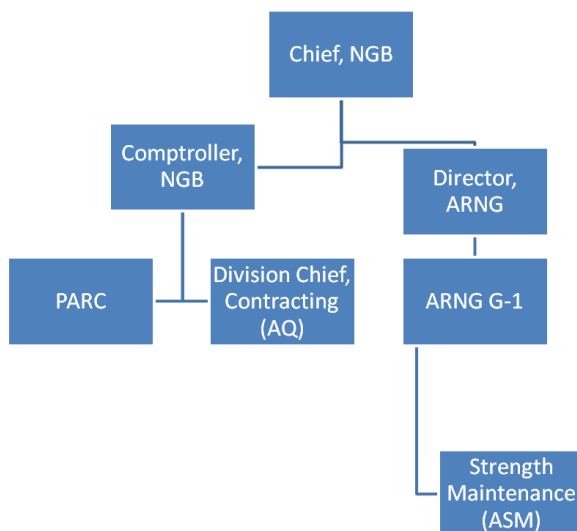 Chief, NGB
Comptroller,
NGB
Director,
ARNG
PARC
Division Chief,
Contracting
(AQ)
ARNG G-1
Strength
Maintenance
(ASM)